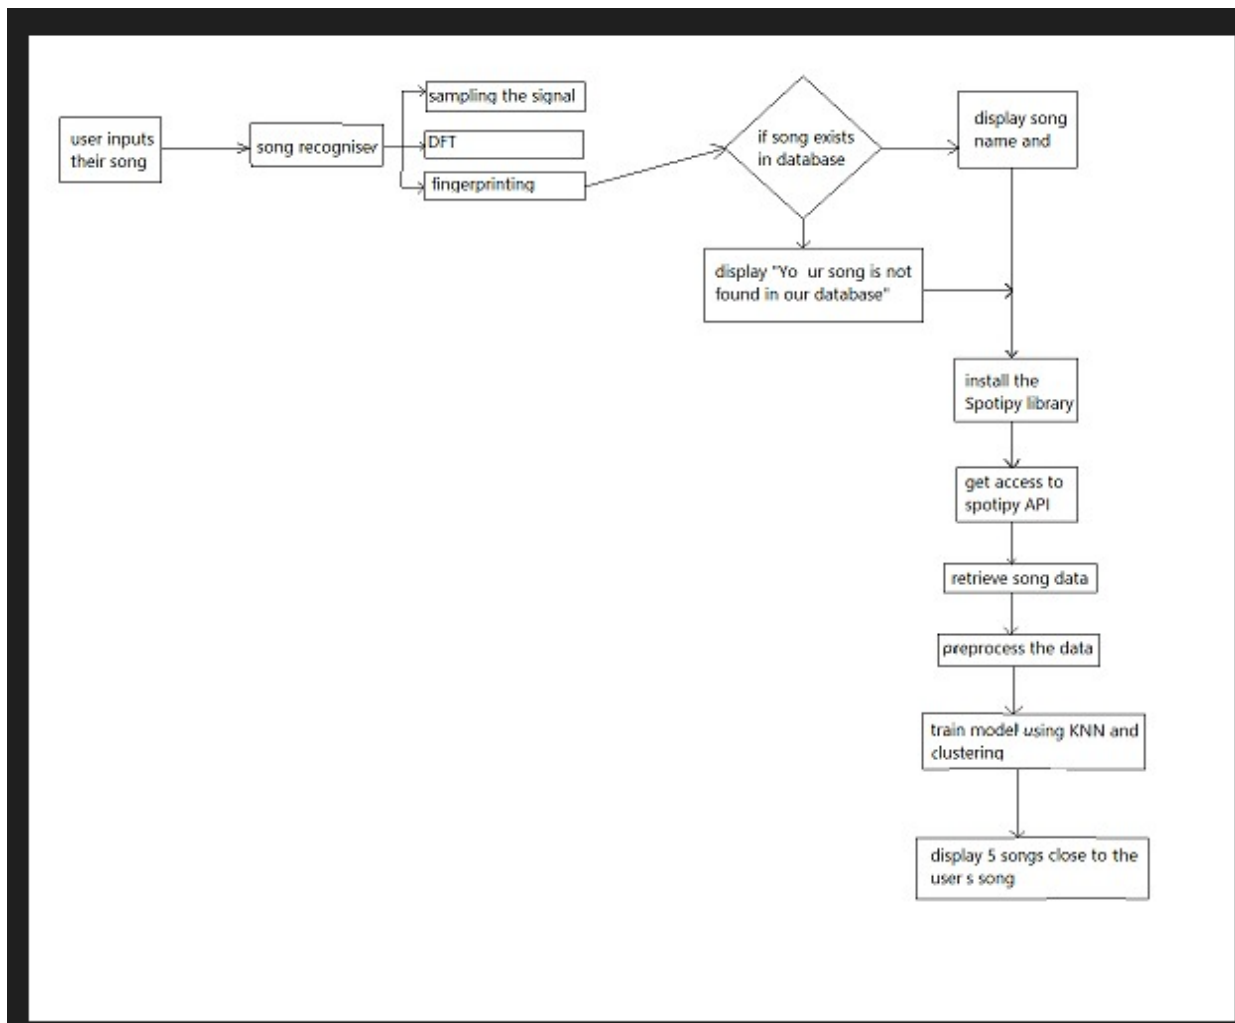 user inputs
their song
song recogniser
sampling the signal
DFT
fingerprinting
if song exists
in database
display song
name and
display "Yo ur song is not
found in our database"
install the
Spotipy library
get access to
spotipy API
retrieve song data
preprocess the data
train model using KNN and
clustering
display 5 songs close to the
user s song